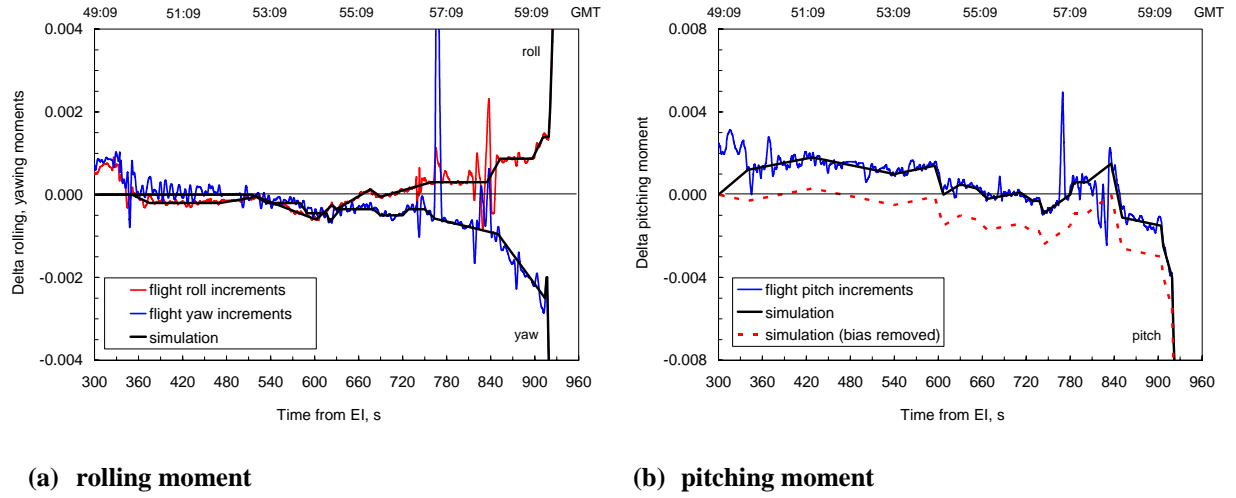 49:09 51:09 53:09 55:09 57:09 59:09 GMT
0.004
0.002
0.000
-0.002
-0.004
Delta rolling, yawing moments
roll
flight roll increments
flight yaw increments
simulation
yaw
300 360 420 480 540 600 660 720 780 840 900 960
Time from EI, s
(a) rolling moment
49:09 51:09 53:09 55:09 57:09 59:09 GMT
0.008
0.004
0.000
-0.004
-0.008
Delta pitching moment
flight pitch increments
simulation
simulation (bias removed)
pitch
300 360 420 480 540 600 660 720 780 840 900 960
Time from EI, s
(b) pitching moment